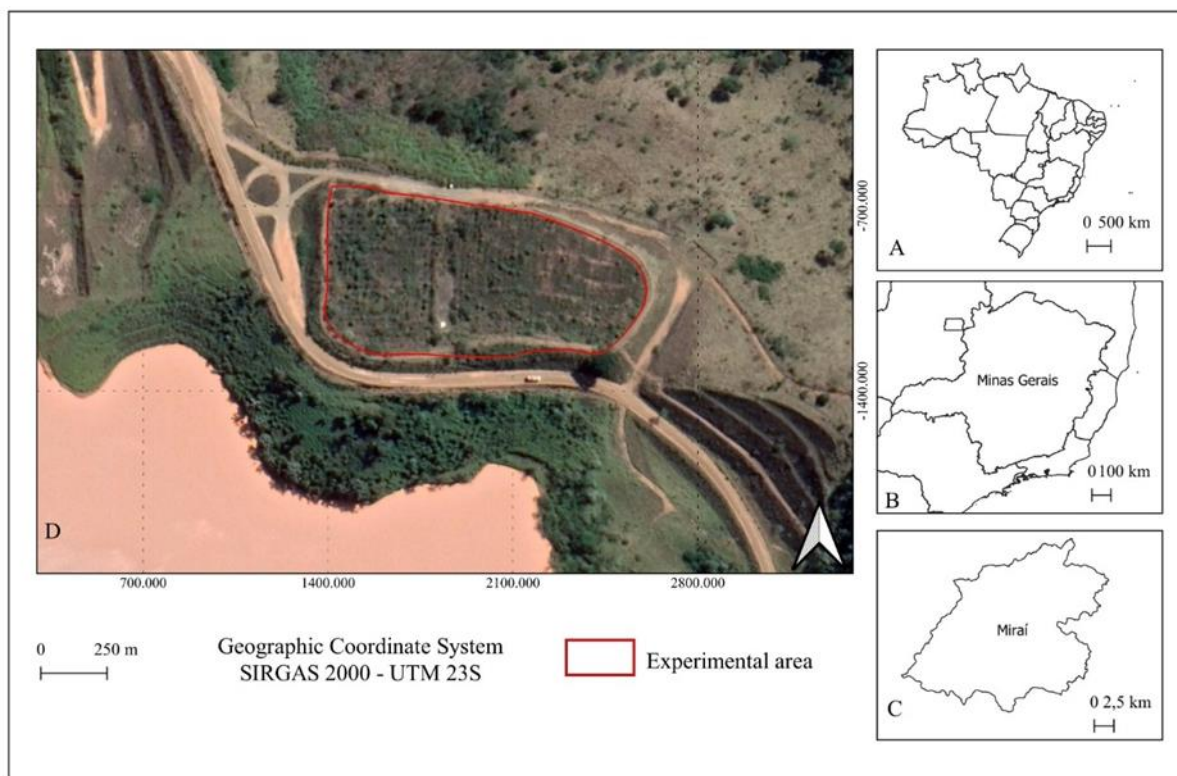 -700.000
-1400.000
D
700.000
1400.000
2100.000
2800.000
0 250 m
Geographic Coordinate System
SIRGAS 2000 - UTM 23S
Experimental area
A
0 500 km
Minas Gerais
B
0 100 km
Miraí
C
0 2,5 km